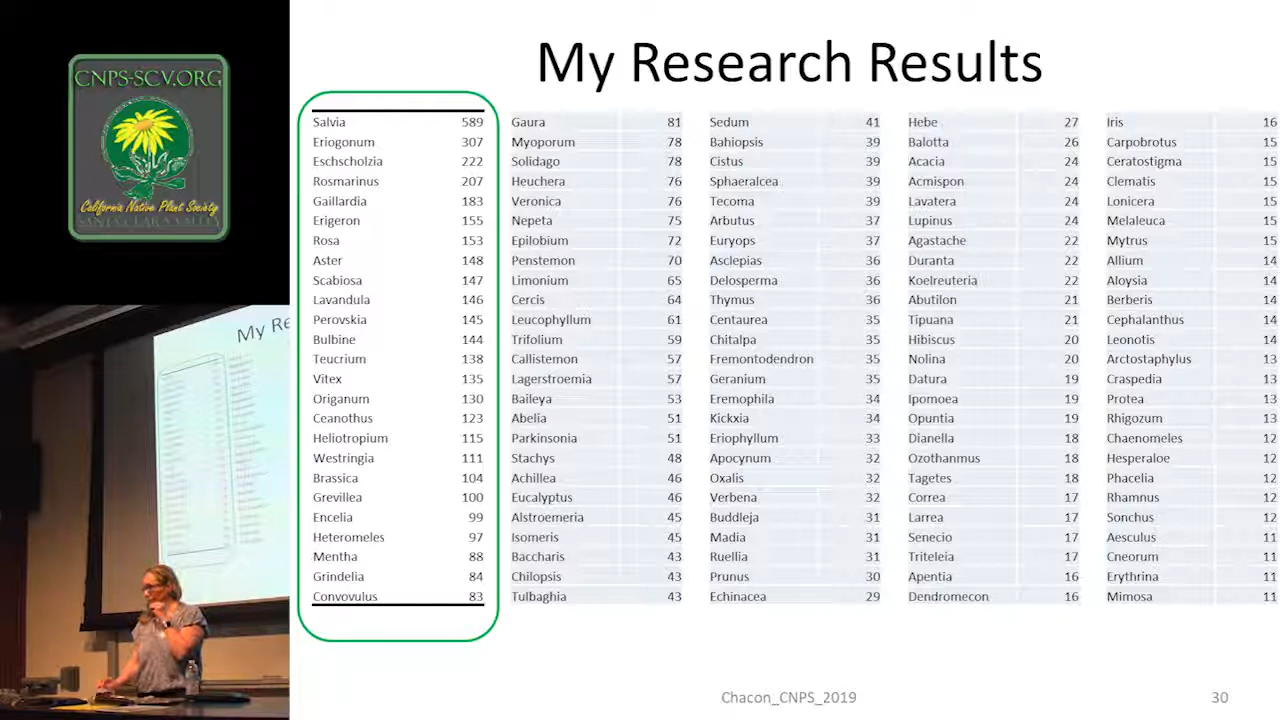 CNPS-SCV.ORG
California Native Plant Society
SANTA CLARA VALLEY
My Re
My Research Results
Salvia 589 Gaura 81 Sedum 41 Hebe 27 Iris 16
Eriogonum 307 Myoporum 78 Bahiopsis 39 Balotta 26 Carpobrotus 15
Eschscholzia 222 Solidago 78 Cistus 39 Acacia 24 Ceratostigma 15
Rosmarinus 207 Heuchera 76 Sphaeralcea 39 Acmispon 24 Clematis 15
Gaillardia 183 Veronica 76 Tecoma 39 Lavatera 24 Lonicera 15
Erigeron 155 Nepeta 75 Arbutus 37 Lupinus 24 Melaleuca 15
Rosa 153 Epilobium 72 Euryops 37 Agastache 22 Mytrus 15
Aster 148 Penstemon 70 Asclepias 36 Duranta 22 Allium 14
Scabiosa 147 Limonium 65 Delosperma 36 Koelreuteria 22 Aloysia 14
Lavandula 146 Cercis 64 Thymus 36 Abutilon 21 Berberis 14
Perovskia 145 Leucophyllum 61 Centaurea 35 Tipuana 21 Cephalanthus 14
Bulbine 144 Trifolium 59 Chitalpa 35 Hibiscus 20 Leonotis 14
Teucrium 138 Callistemon 57 Fremontodendron 35 Nolina 20 Arctostaphylus 13
Vitex 135 Lagerstroemia 57 Geranium 35 Datura 19 Craspedia 13
Origanum 130 Baileya 53 Eremophila 34 Ipomoea 19 Protea 13
Ceanothus 123 Abelia 51 Kickxia 34 Opuntia 19 Rhigozum 13
Heliotropium 115 Parkinsonia 51 Eriophyllum 33 Dianella 18 Chaenomeles 12
Westringia 111 Stachys 48 Apocynum 32 Ozothanmus 18 Hesperaloe 12
Brassica 104 Achillea 46 Oxalis 32 Tagetes 18 Phacelia 12
Grevillea 100 Eucalyptus 46 Verbena 32 Correa 17 Rhamnus 12
Encelia 99 Alstroemeria 45 Buddleja 31 Larrea 17 Sonchus 12
Heteromeles 97 Isomeris 45 Madia 31 Senecio 17 Aesculus 11
Mentha 88 Baccharis 43 Ruellia 31 Triteleia 17 Cneorum 11
Grindelia 84 Chilopsis 43 Prunus 30 Apentia 16 Erythrina 11
Convovulus 83 Tulbaghia 43 Echinacea 29 Dendromecon 16 Mimosa 11
Chacon_CNPS_2019
30